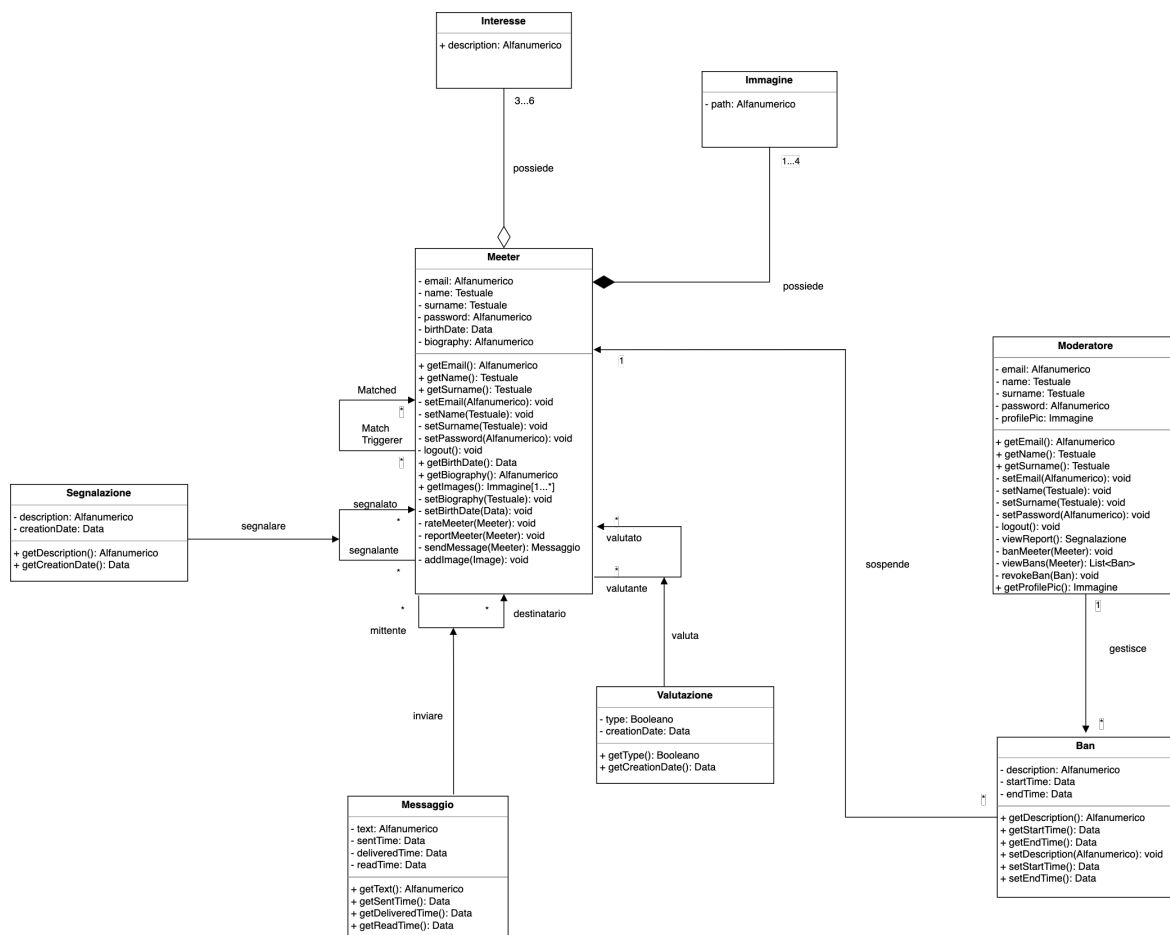 Interesse
+ description: Alfanumerico
3...6
possiede
Immagine
- path: Alfanumerico
1...4
possiede
Meeter
- email: Alfanumerico
- name: Testuale
- surname: Testuale
- password: Alfanumerico
- birthDate: Data
- biography: Alfanumerico
+ getEmail(): Alfanumerico
+ getName(): Testuale
+ getSurname(): Testuale
- setEmail(Alfanumerico): void
- setName(Testuale): void
- setSurname(Testuale): void
- setPassword(Alfanumerico): void
- logout(): void
+ getBirthDate(): Data
+ getBiography(): Alfanumerico
+ getImages(): Immagine[1...*]
- setBiography(Testuale): void
- setBirthDate(Data): void
- rateMeeter(Meeter): void
- reportMeeter(Meeter): void
- sendMessage(Meeter): Messaggio
- addImage(Image): void
Matched
*
Match
Triggerer
*
Segnalazione
- description: Alfanumerico
- creationDate: Data
+ getDescription(): Alfanumerico
+ getCreationDate(): Data
segnalare
segnalato
*
segnalante
*
*
*
mittente
destinatario
inviare
Messaggio
- text: Alfanumerico
- sentTime: Data
- deliveredTime: Data
- readTime: Data
+ getText(): Alfanumerico
+ getSentTime(): Data
+ getDeliveredTime(): Data
+ getReadTime(): Data
*
valutato
*
valutante
valuta
Valutazione
- type: Booleano
- creationDate: Data
+ getType(): Booleano
+ getCreationDate(): Data
1
sospende
*
Moderatore
- email: Alfanumerico
- name: Testuale
- surname: Testuale
- password: Alfanumerico
- profilePic: Immagine
+ getEmail(): Alfanumerico
+ getName(): Testuale
+ getSurname(): Testuale
- setEmail(Alfanumerico): void
- setName(Testuale): void
- setSurname(Testuale): void
- setPassword(Alfanumerico): void
- logout(): void
- viewReport(): Segnalazione
- banMeeter(Meeter): void
- viewBans(Meeter): List<Ban>
- revokeBan(Ban): void
+ getProfilePic(): Immagine
1
gestisce
*
Ban
- description: Alfanumerico
- startTime: Data
- endTime: Data
+ getDescription(): Alfanumerico
+ getStartTime(): Data
+ getEndTime(): Data
+ setDescription(Alfanumerico): void
+ setStartTime(): Data
+ setEndTime(): Data